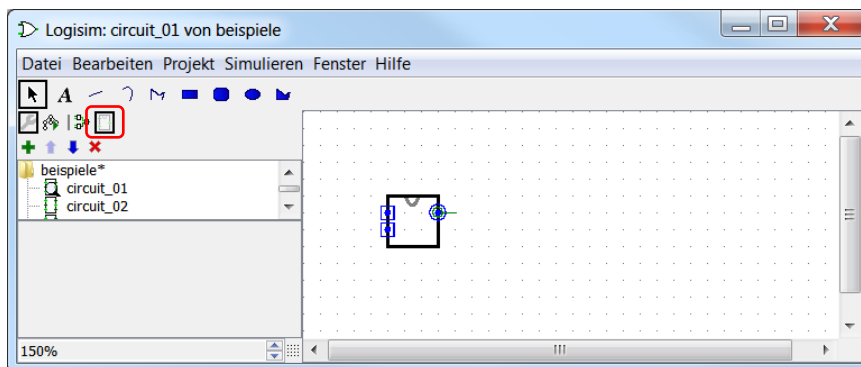 Logisim: circuit_01 von beispiele
Datei Bearbeiten Projekt Simulieren Fenster Hilfe
A
beispiele*
circuit_01
circuit_02
150%